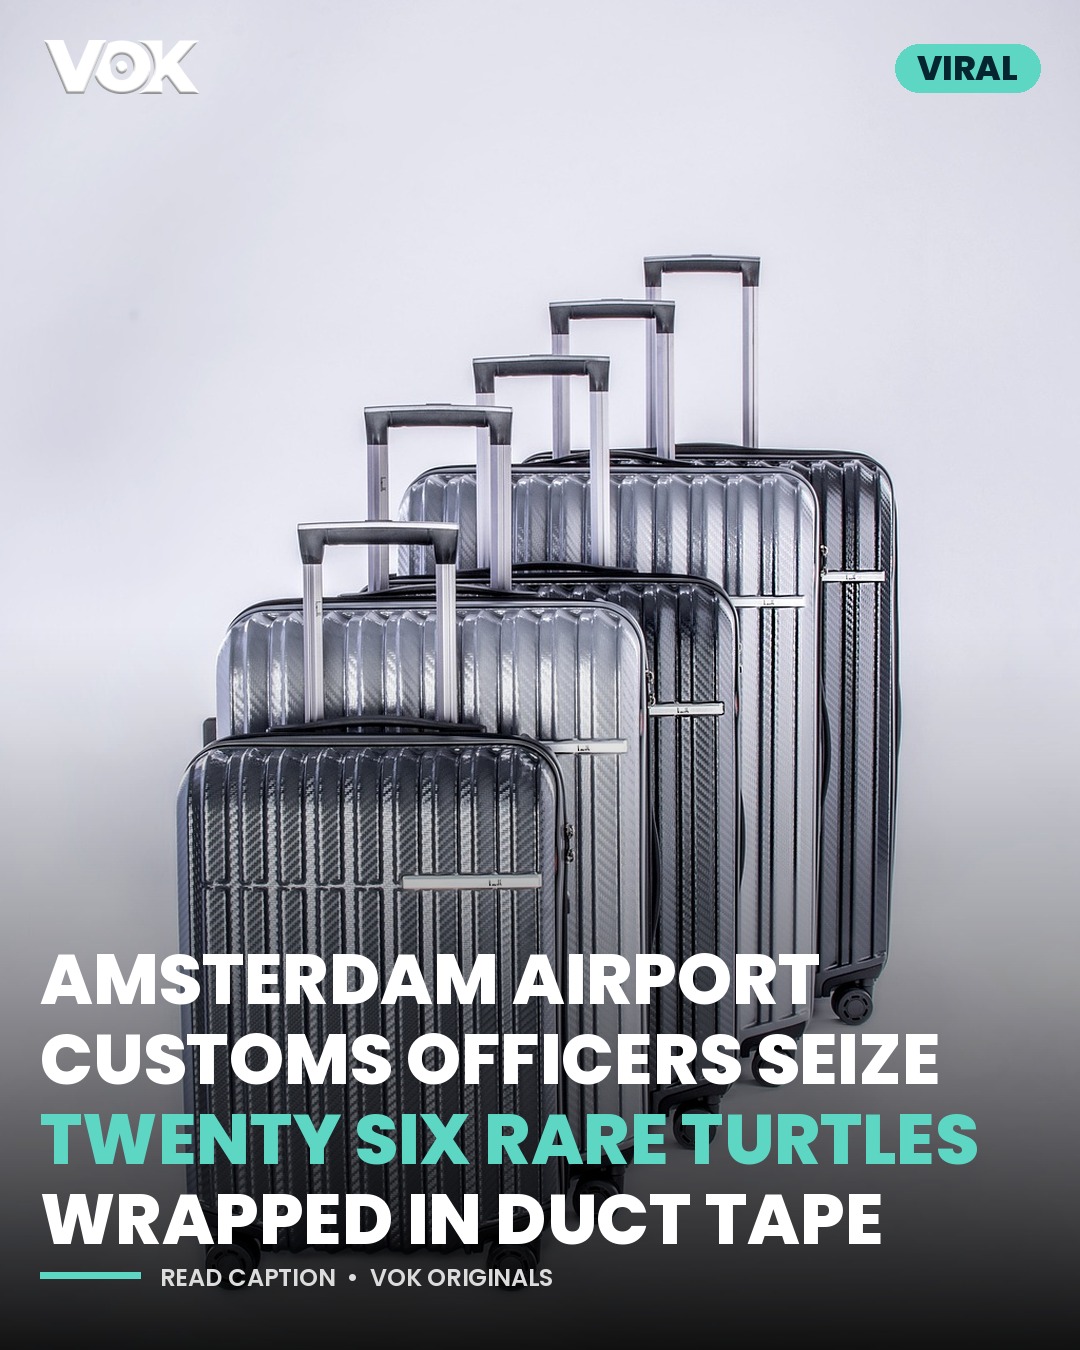 VOK
VIRAL
AMSTERDAM AIRPORT
CUSTOMS OFFICERS SEIZE
TWENTY SIX RARE TURTLES
WRAPPED IN DUCT TAPE
READ CAPTION • VOK ORIGINALS